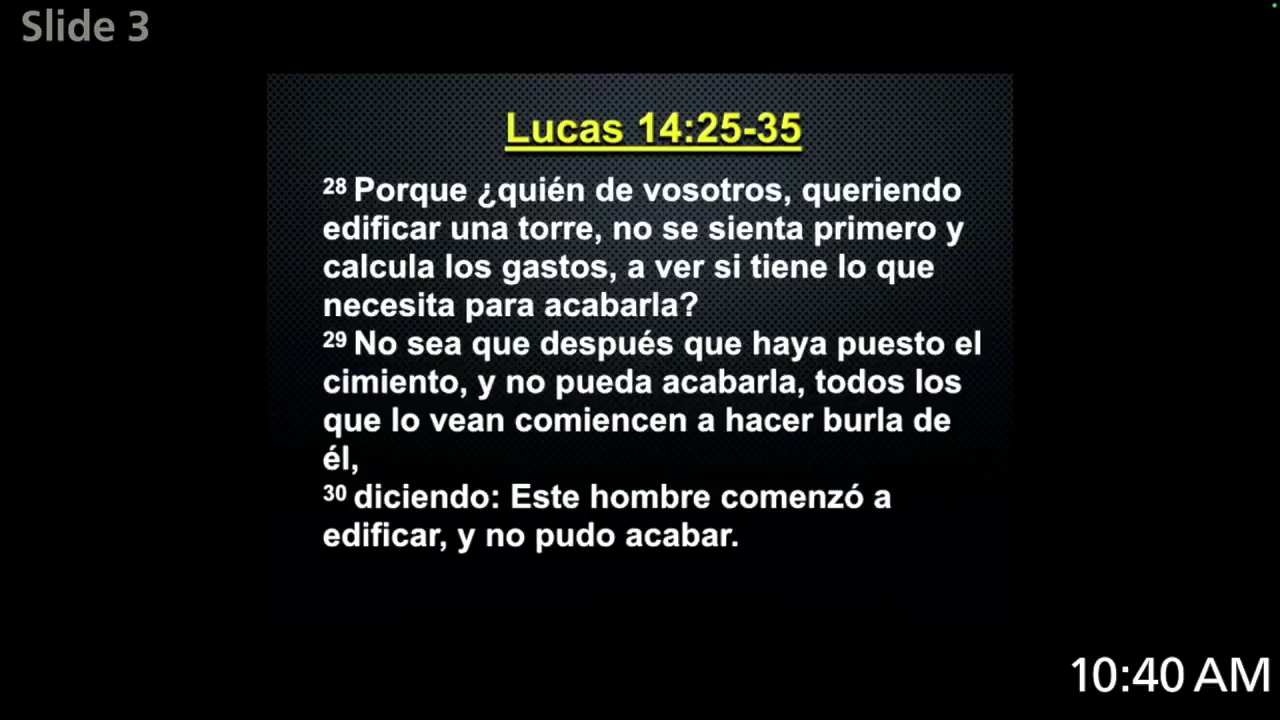 Slide 3
Lucas 14:25-35
28 Porque ¿quién de vosotros, queriendo
edificar una torre, no se sienta primero y
calcula los gastos, a ver si tiene lo que
necesita para acabarla?
29 No sea que después que haya puesto el
cimiento, y no pueda acabarla, todos los
que lo vean comiencen a hacer burla de
él,
30 diciendo: Este hombre comenzó a
edificar, y no pudo acabar.
10:40 AM